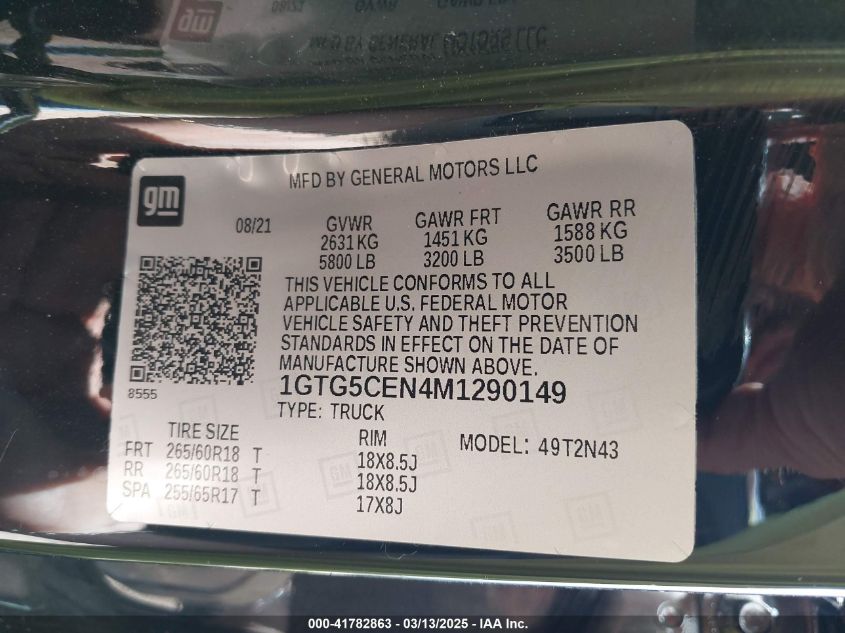 MFD BY GENERAL MOTORS LLC
gm
08/21
GVWR
2631 KG
5800 LB
GAWR FRT
1451 KG
3200 LB
GAWR RR
1588 KG
3500 LB
THIS VEHICLE CONFORMS TO ALL
APPLICABLE U.S. FEDERAL MOTOR
VEHICLE SAFETY AND THEFT PREVENTION
STANDARDS IN EFFECT ON THE DATE OF
MANUFACTURE SHOWN ABOVE.
8555
1GTG5CEN4M1290149
TYPE: TRUCK
TIRE SIZE
FRT 265/60R18 T
RR 265/60R18 T
SPA 255/65R17 T
RIM
18X8.5J
18X8.5J
17X8J
MODEL: 49T2N43
000-41782863 - 03/13/2025 - IAA Inc.